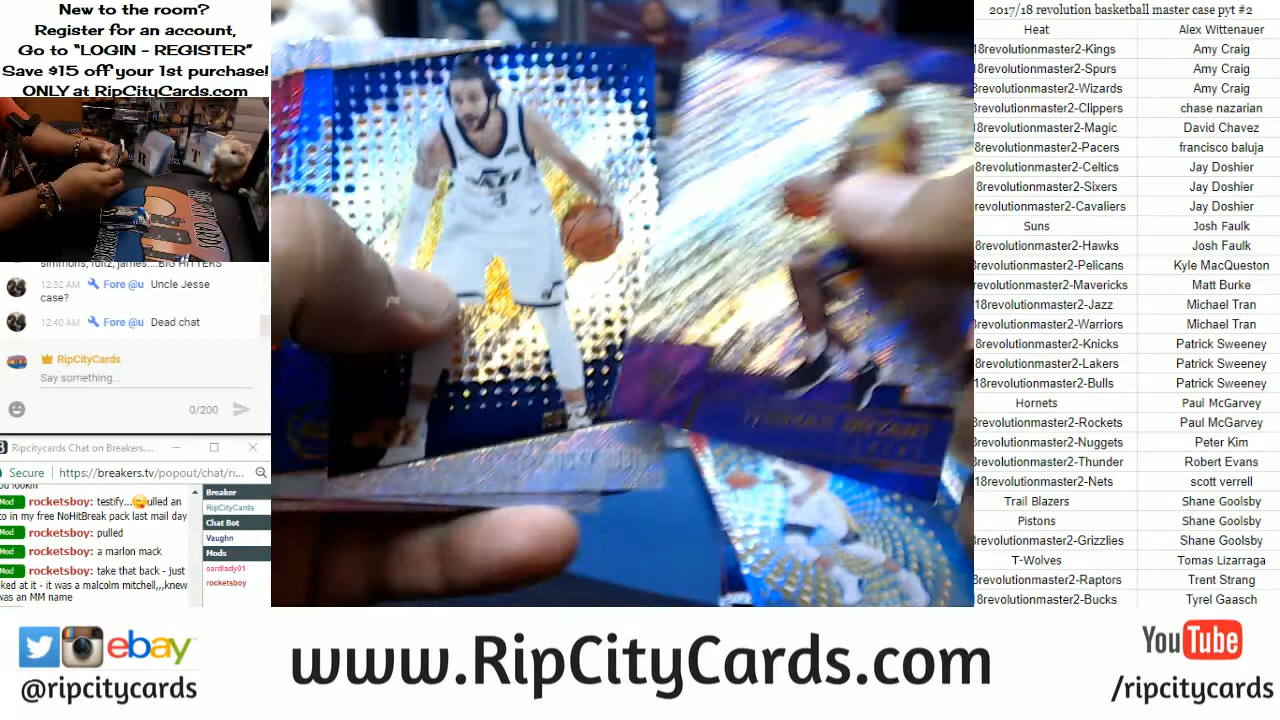 New to the room?
Register for an account,
Go to “LOGIN - REGISTER”
Save $15 off your 1st purchase!
ONLY at RipCityCards.com
simmons, fultz, james....BIG HITTERS
12:32 AM Fore @u Uncle Jesse
case?
12:40 AM Fore @u Dead chat
RipCityCards
Say something...
0/200
Ripcitycards Chat on Breakers....
Secure https://breakers.tv/popout/chat/ri...
Mod rocketsboy: testify... ulled an
to in my free NoHitBreak pack last mail day
Mod rocketsboy: pulled
Mod rocketsboy: a marlon mack
Mod rocketsboy: take that back - just
ked at it - it was a malcolm mitchell,,,knew
was an MM name
Breaker
RipCityCards
Chat Bot
Vaughn
Mods
cardlady01
rocketsboy
JAZZ
3
THOMAS BRYANT
2017/18 revolution basketball master case pyt #2
Heat Alex Wittenauer
18revolutionmaster2-Kings Amy Craig
18revolutionmaster2-Spurs Amy Craig
8revolutionmaster2-Wizards Amy Craig
8revolutionmaster2-Clippers chase nazarian
18revolutionmaster2-Magic David Chavez
8revolutionmaster2-Pacers francisco baluja
8revolutionmaster2-Celtics Jay Doshier
8revolutionmaster2-Sixers Jay Doshier
revolutionmaster2-Cavaliers Jay Doshier
Suns Josh Faulk
8revolutionmaster2-Hawks Josh Faulk
8revolutionmaster2-Pelicans Kyle MacQueston
revolutionmaster2-Mavericks Matt Burke
18revolutionmaster2-Jazz Michael Tran
revolutionmaster2-Warriors Michael Tran
8revolutionmaster2-Knicks Patrick Sweeney
8revolutionmaster2-Lakers Patrick Sweeney
18revolutionmaster2-Bulls Patrick Sweeney
Hornets Paul McGarvey
8revolutionmaster2-Rockets Paul McGarvey
8revolutionmaster2-Nuggets Peter Kim
revolutionmaster2-Thunder Robert Evans
18revolutionmaster2-Nets scott verrell
Trail Blazers Shane Goolsby
Pistons Shane Goolsby
revolutionmaster2-Grizzlies Shane Goolsby
T-Wolves Tomas Lizarraga
revolutionmaster2-Raptors Trent Strang
8revolutionmaster2-Bucks Tyrel Gaasch
ebay
@ripcitycards
www.RipCityCards.com
YouTube
/ripcitycards